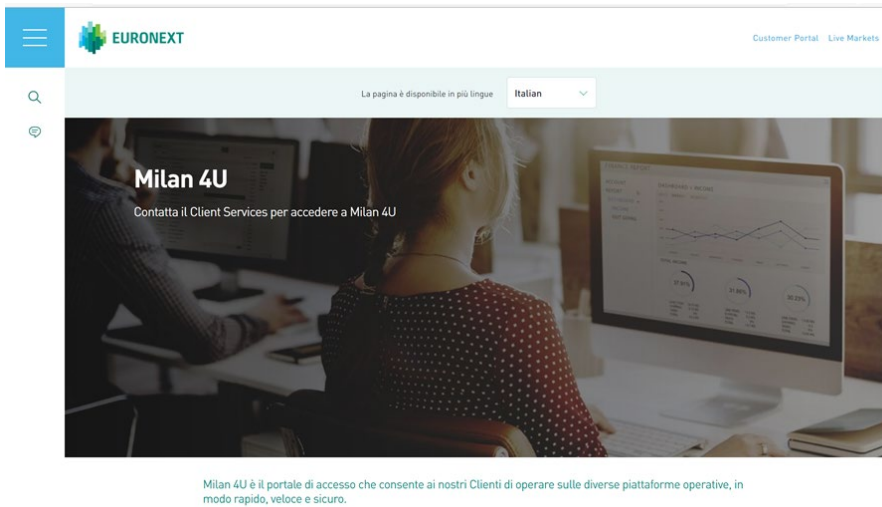 EURONEXT
Customer Portal Live Markets
La pagina è disponibile in più lingue Italian
Milan 4U
Contatta il Client Services per accedere a Milan 4U
Milan 4U è il portale di accesso che consente ai nostri Clienti di operare sulle diverse piattaforme operative, in
modo rapido, veloce e sicuro.